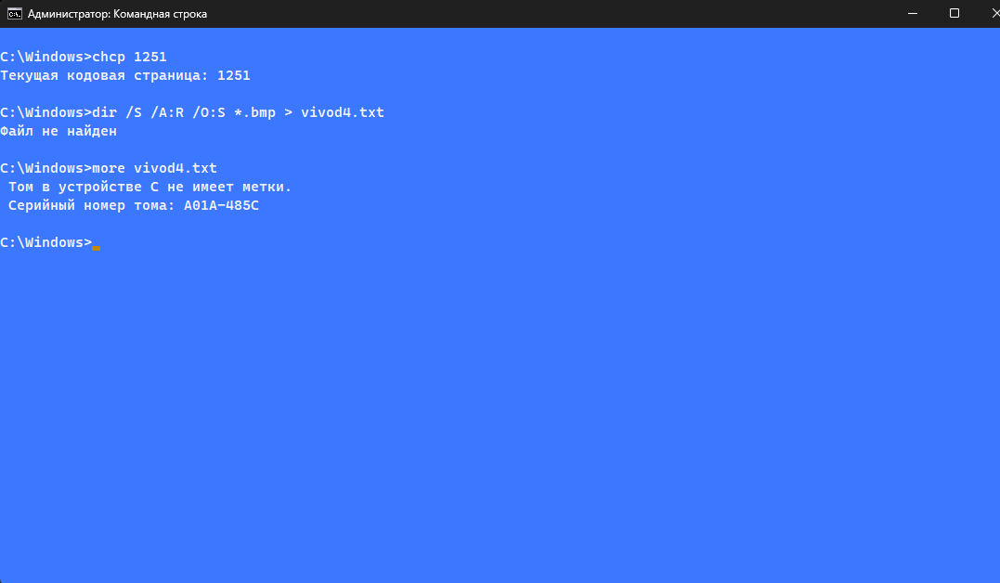 Администратор: Командная строка
C:\Windows>chcp 1251
Текущая кодовая страница: 1251
C:\Windows>dir /S /A:R /O:S *.bmp > vivod4.txt
Файл не найден
C:\Windows>more vivod4.txt
Том в устройстве C не имеет метки.
Серийный номер тома: A01A-485C
C:\Windows>